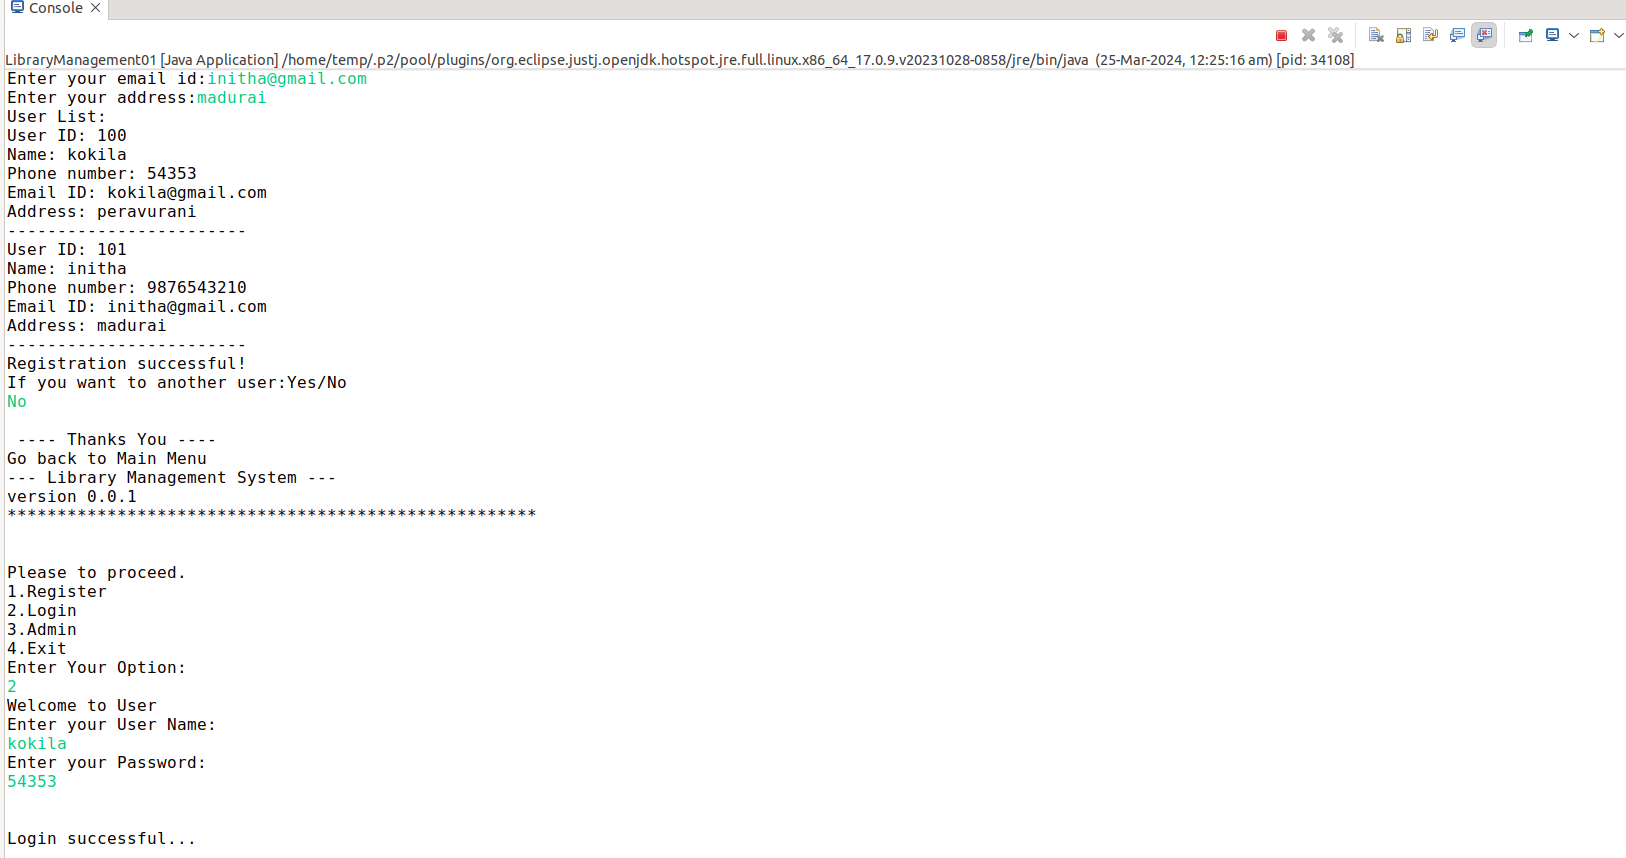 Console
LibraryManagement01 [Java Application] /home/temp/.p2/pool/plugins/org.eclipse.justj.openjdk.hotspot.jre.full.linux.x86_64_17.0.9.v20231028-0858/jre/bin/java (25-Mar-2024, 12:25:16 am) [pid: 34108]
Enter your email id:initha@gmail.com
Enter your address:madurai
User List:
User ID: 100
Name: kokila
Phone number: 54353
Email ID: kokila@gmail.com
Address: peravurani
------------------------
User ID: 101
Name: initha
Phone number: 9876543210
Email ID: initha@gmail.com
Address: madurai
------------------------
Registration successful!
If you want to another user:Yes/No
No
---- Thanks You ----
Go back to Main Menu
--- Library Management System ---
version 0.0.1
*****************************************************
Please to proceed.
1.Register
2.Login
3.Admin
4.Exit
Enter Your Option:
2
Welcome to User
Enter your User Name:
kokila
Enter your Password:
54353
Login successful...